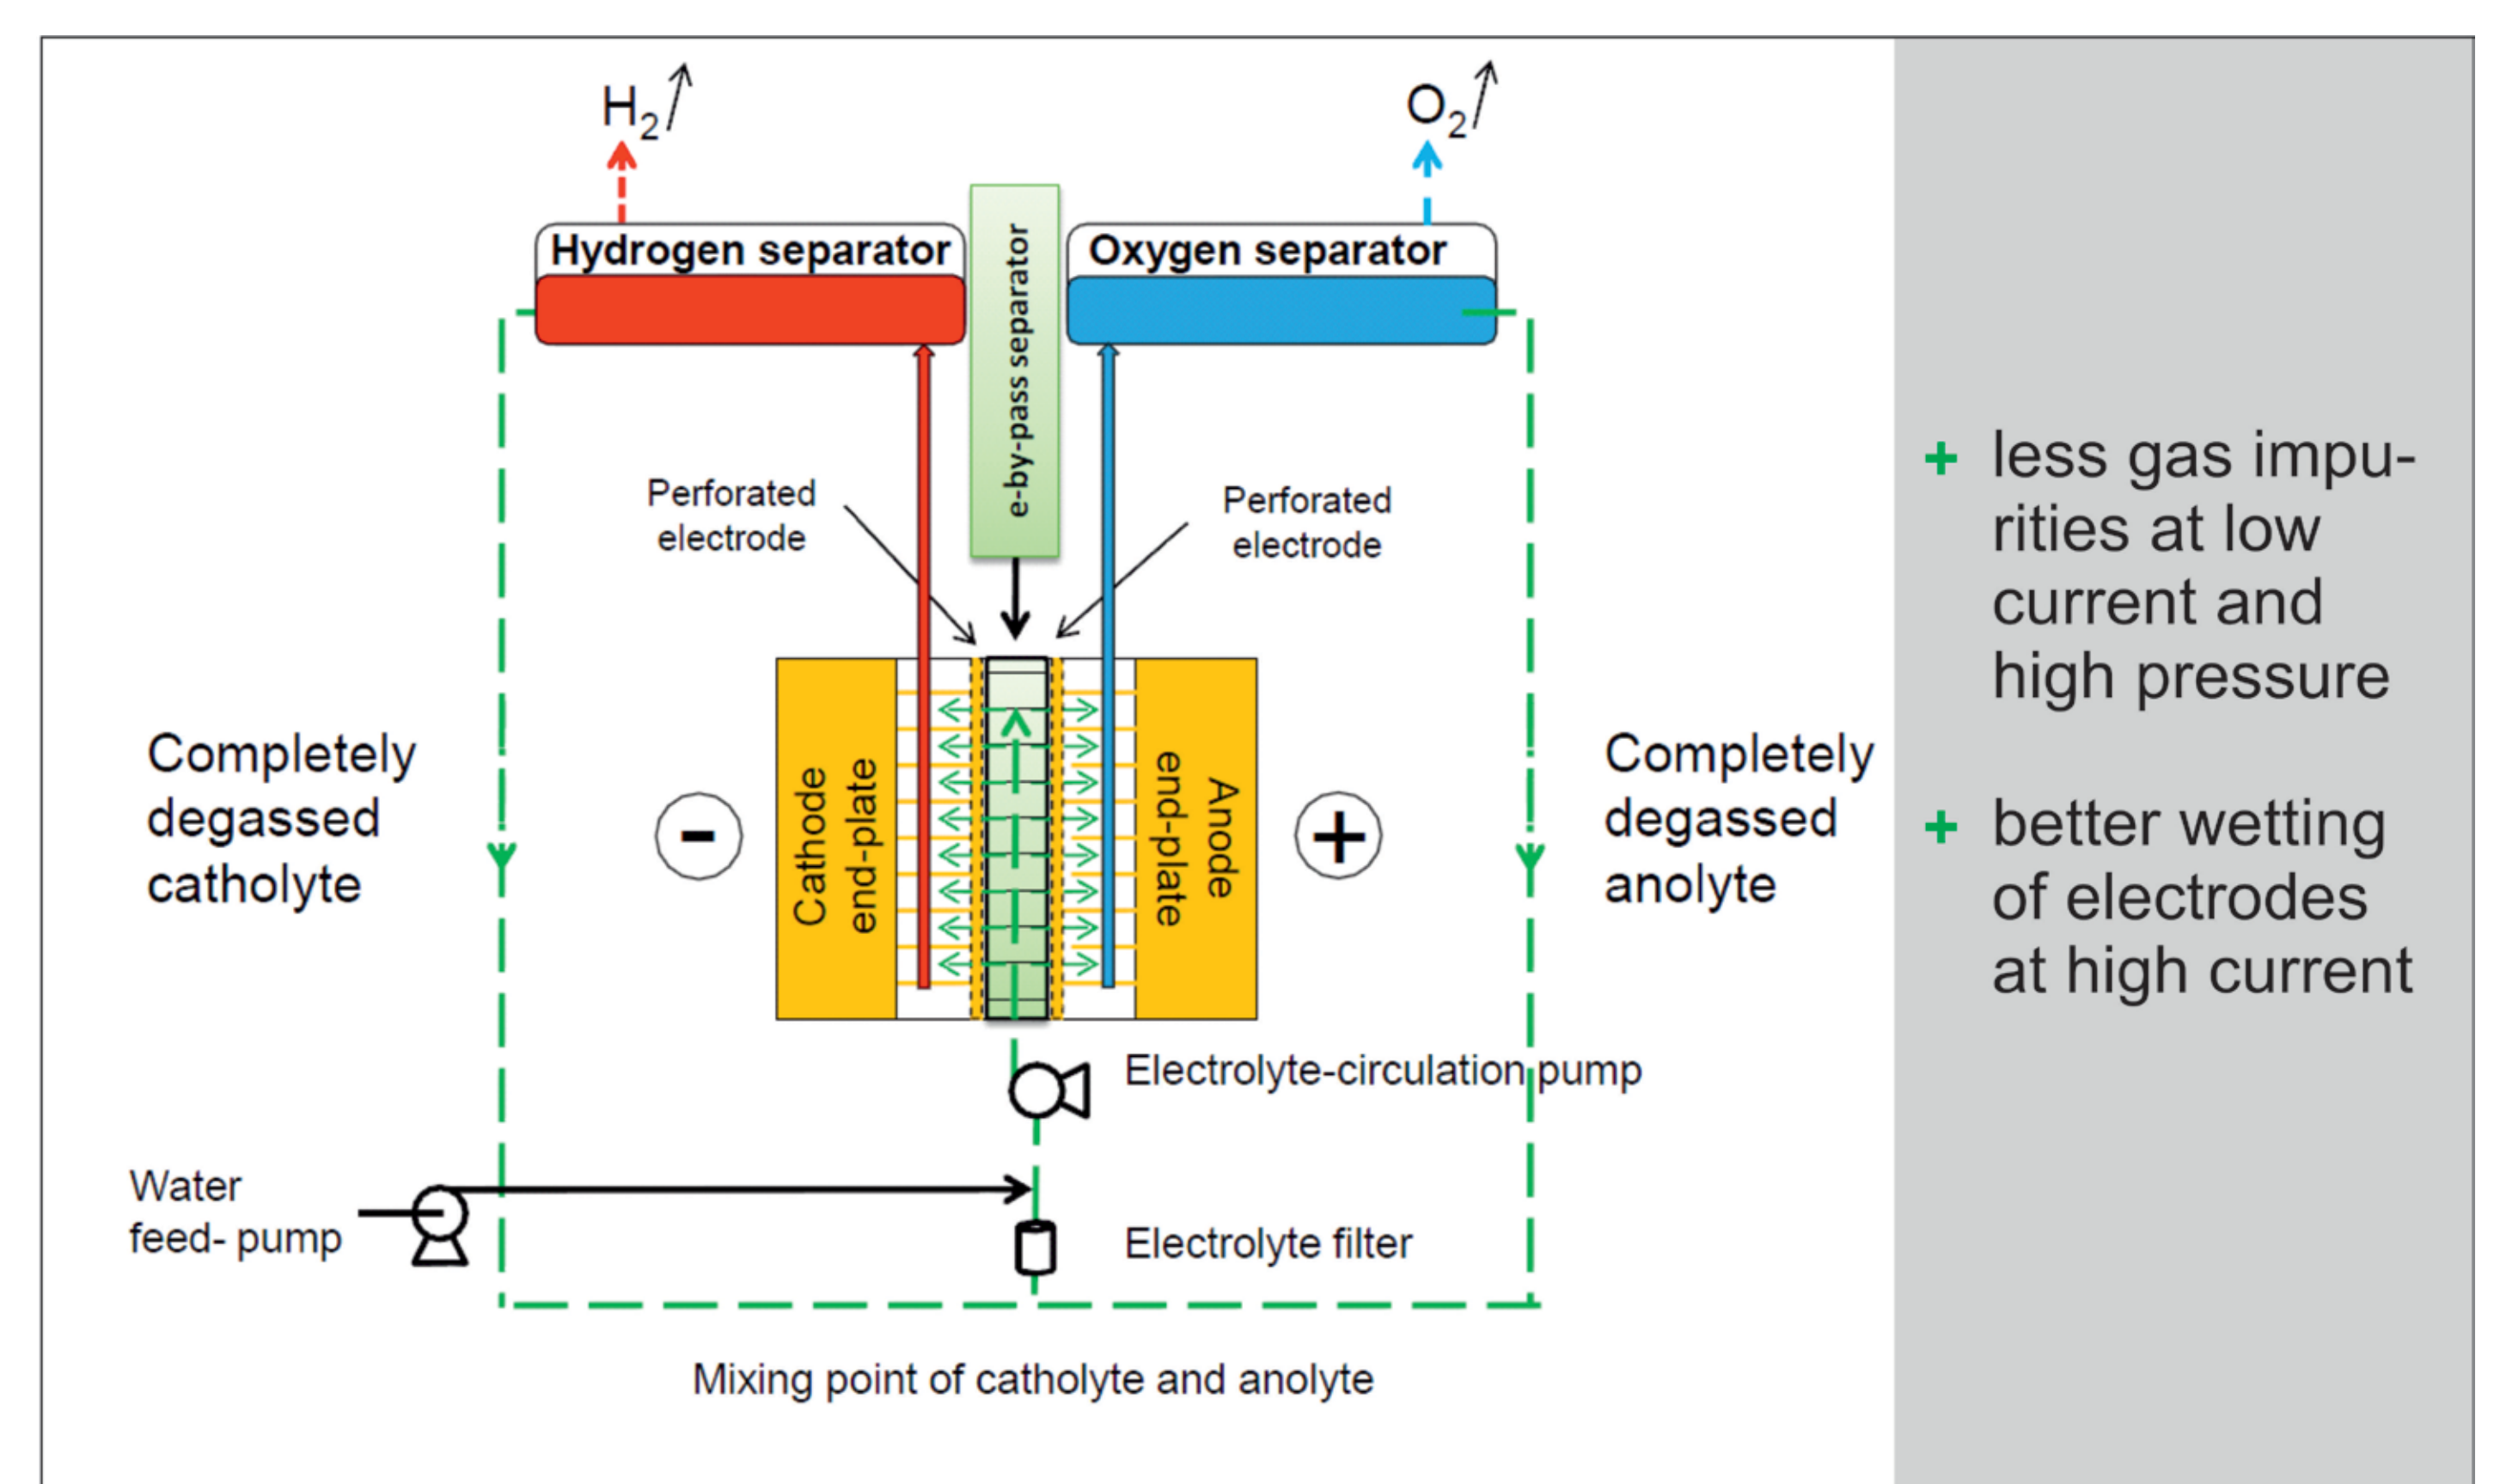 H2
O2
Hydrogen separator
e-by-pass separator
Oxygen separator
Perforated
electrode
Perforated
electrode
Completely
degassed
catholyte
-
Cathode
end-plate
Anode
end-plate
+
Completely
degassed
anolyte
Electrolyte-circulation pump
Water
feed- pump
Electrolyte filter
Mixing point of catholyte and anolyte
+ less gas impu-
rities at low
current and
high pressure
+ better wetting
of electrodes
at high current